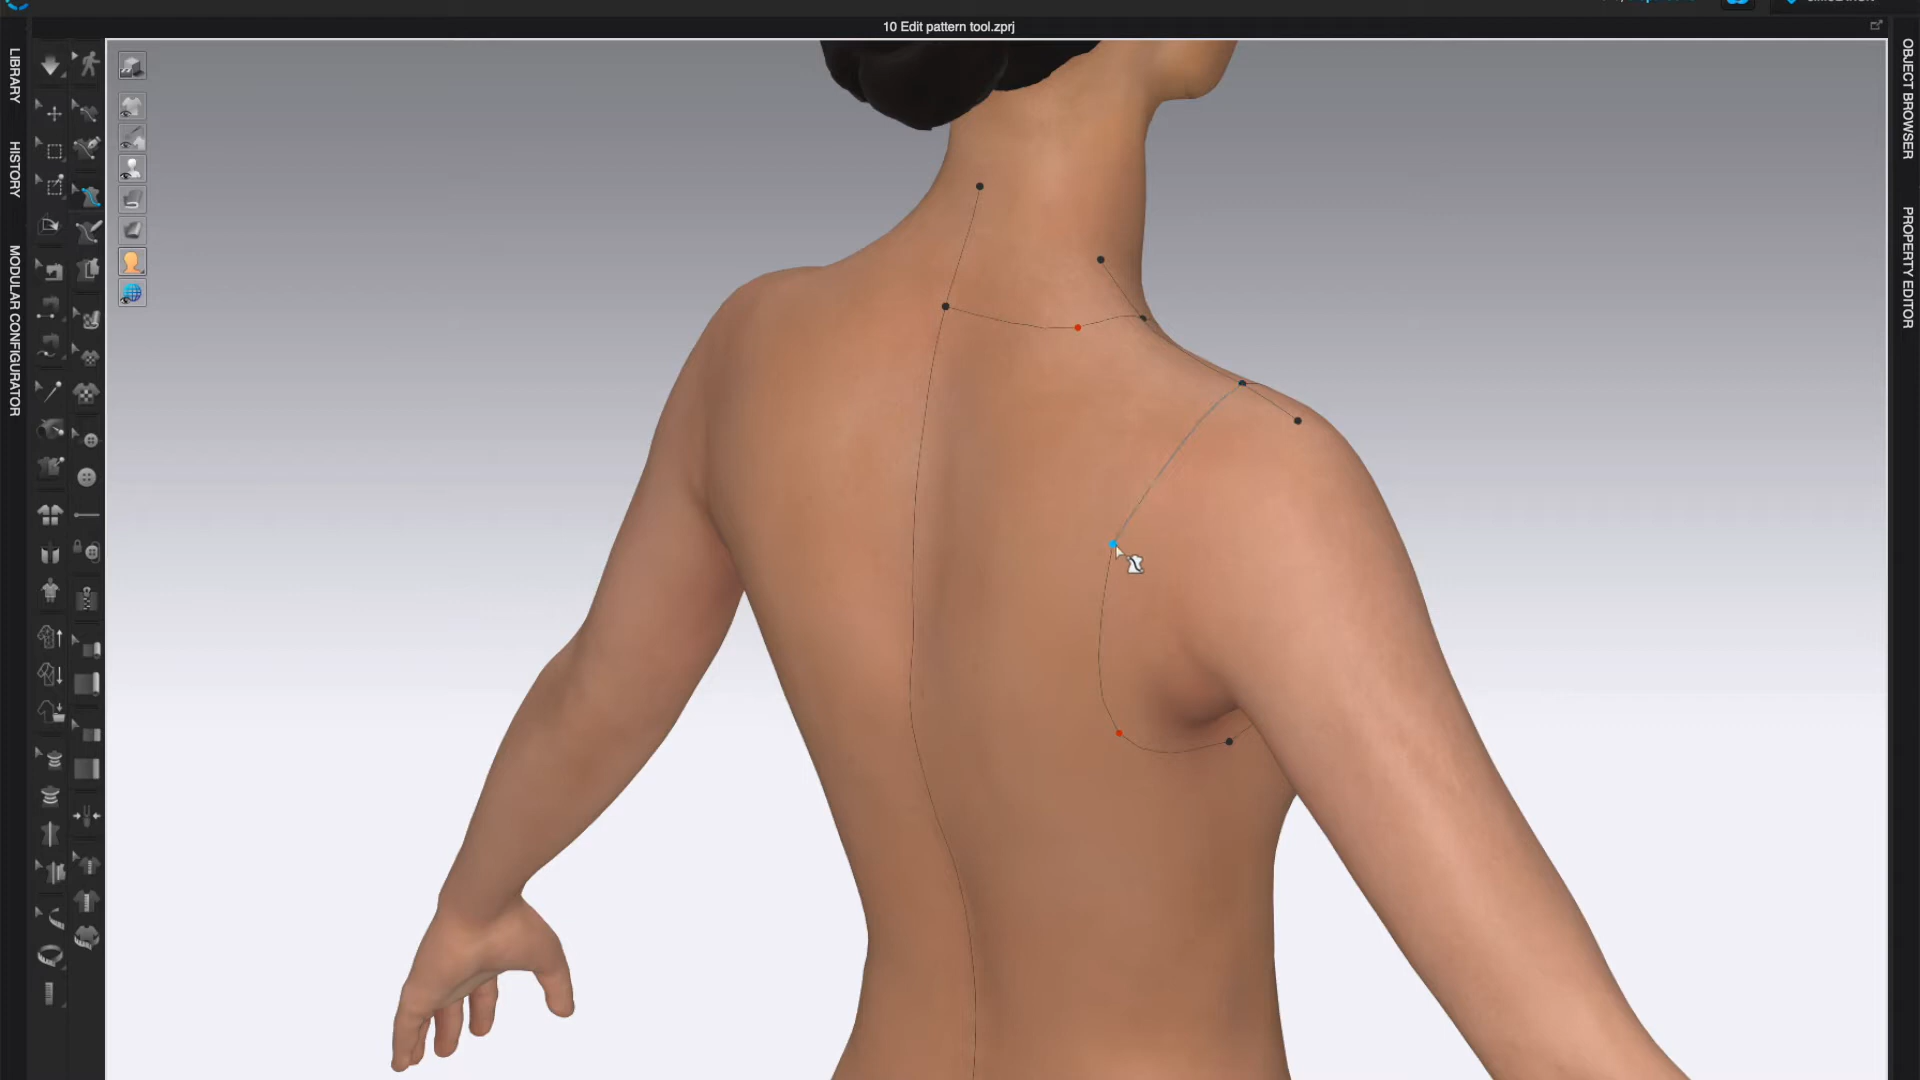 10 Edit pattern tool.zprj
LIBRARY
HISTORY
MODULAR CONFIGURATOR
OBJECT BROWSER
PROPERTY EDITOR